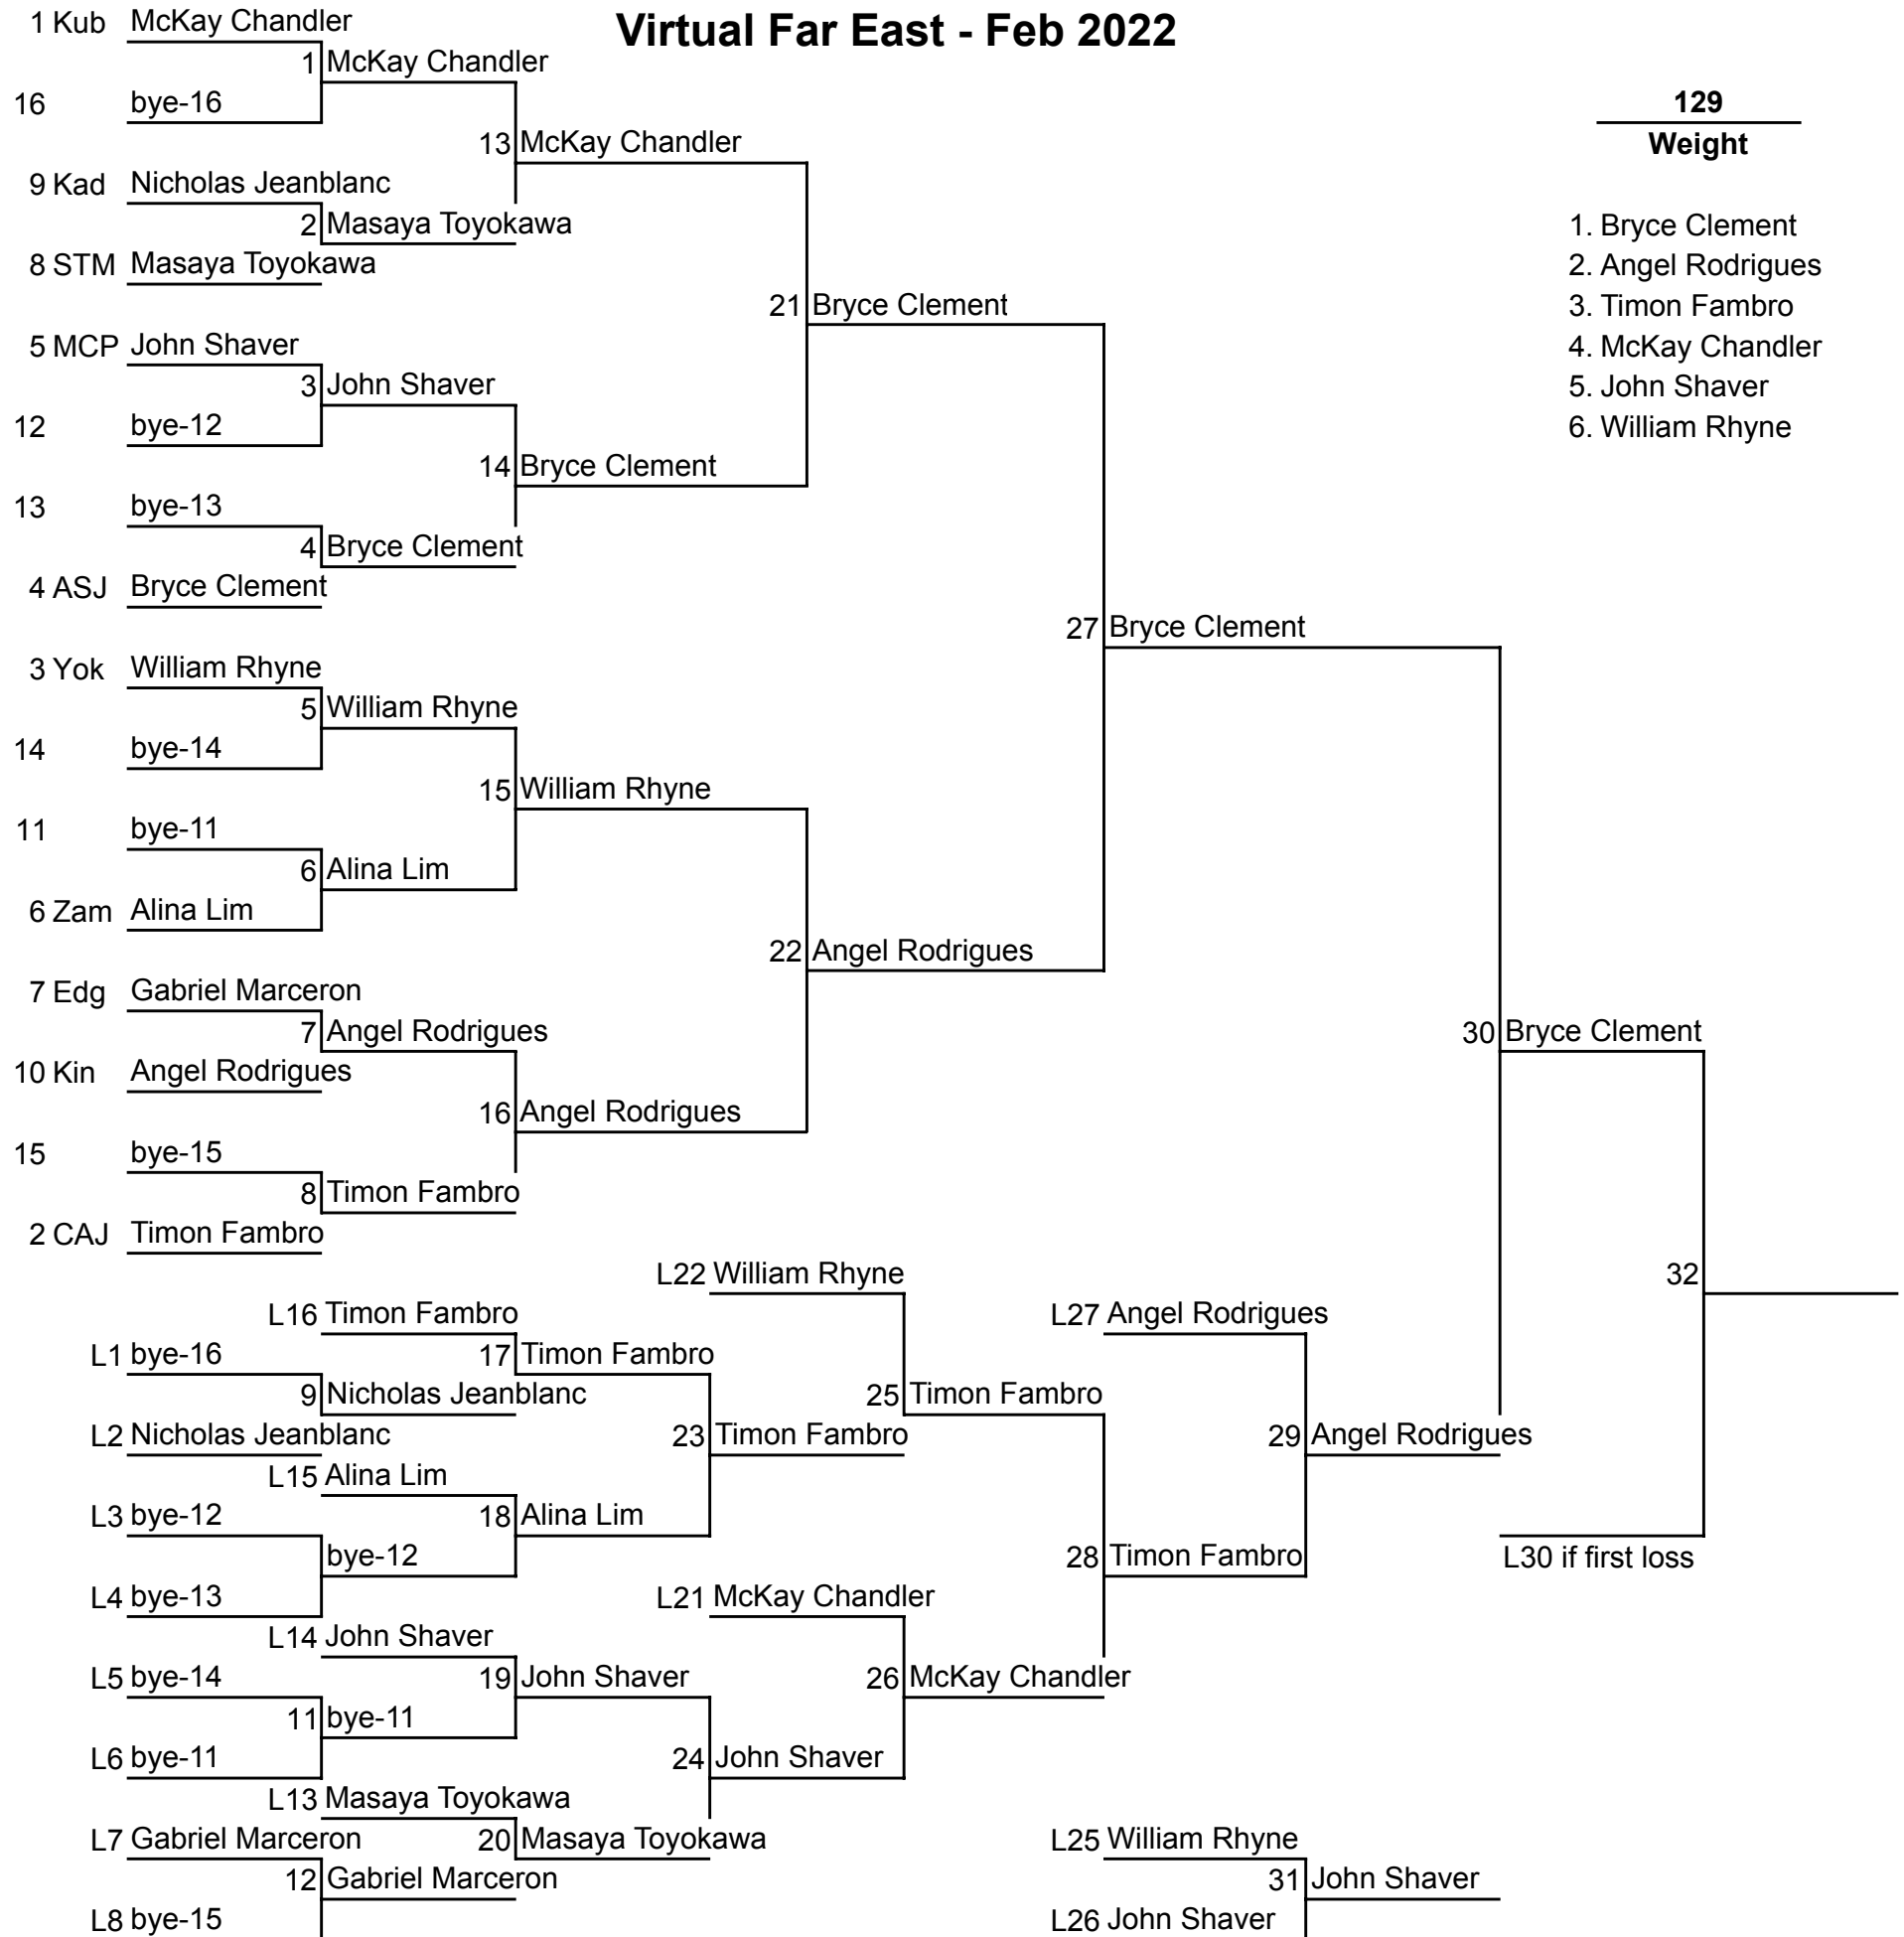 Virtual Far East - Feb 2022
1 Kub McKay Chandler
1 McKay Chandler
129
16 bye-16
Weight
13 McKay Chandler
9 Kad Nicholas Jeanblanc
2 Masaya Toyokawa
1. Bryce Clement
8 STM Masaya Toyokawa
2. Angel Rodrigues
21 Bryce Clement
3. Timon Fambro
5 MCP John Shaver
4. McKay Chandler
3 John Shaver
5. John Shaver
12 bye-12
6. William Rhyne
14 Bryce Clement
13 bye-13
4 Bryce Clement
4 ASJ Bryce Clement
27 Bryce Clement
3 Yok William Rhyne
5 William Rhyne
14 bye-14
15 William Rhyne
11 bye-11
6 Alina Lim
6 Zam Alina Lim
22 Angel Rodrigues
7 Edg Gabriel Marceron
7 Angel Rodrigues
30 Bryce Clement
10 Kin Angel Rodrigues
16 Angel Rodrigues
15 bye-15
8 Timon Fambro
2 CAJ Timon Fambro
L22 William Rhyne
32
L16 Timon Fambro
L27 Angel Rodrigues
L1 bye-16
17 Timon Fambro
9 Nicholas Jeanblanc
25 Timon Fambro
L2 Nicholas Jeanblanc
23 Timon Fambro
29 Angel Rodrigues
L15 Alina Lim
L3 bye-12
18 Alina Lim
bye-12
28 Timon Fambro
L30 if first loss
L4 bye-13
L21 McKay Chandler
L14 John Shaver
L5 bye-14
19 John Shaver
26 McKay Chandler
11 bye-11
L6 bye-11
24 John Shaver
L13 Masaya Toyokawa
L7 Gabriel Marceron
20 Masaya Toyokawa
L25 William Rhyne
12 Gabriel Marceron
31 John Shaver
L8 bye-15
L26 John Shaver